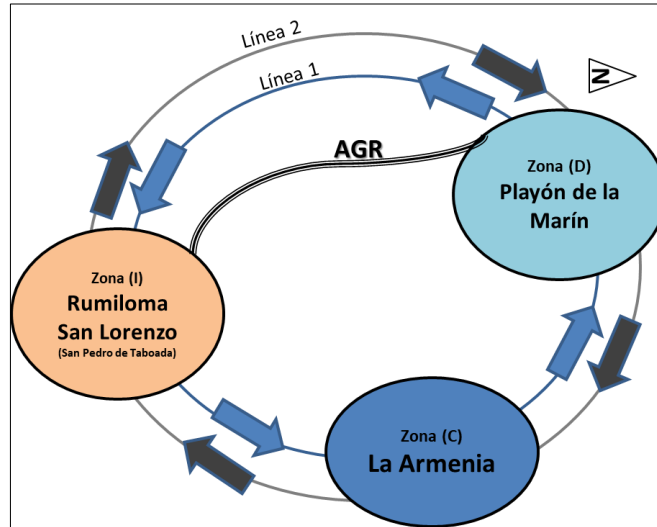 Línea 2
Línea 1
N
AGR
Zona (D)
Playón de la
Marín
Zona (I)
Rumiloma
San Lorenzo
(San Pedro de Taboada)
Zona (C)
La Armenia